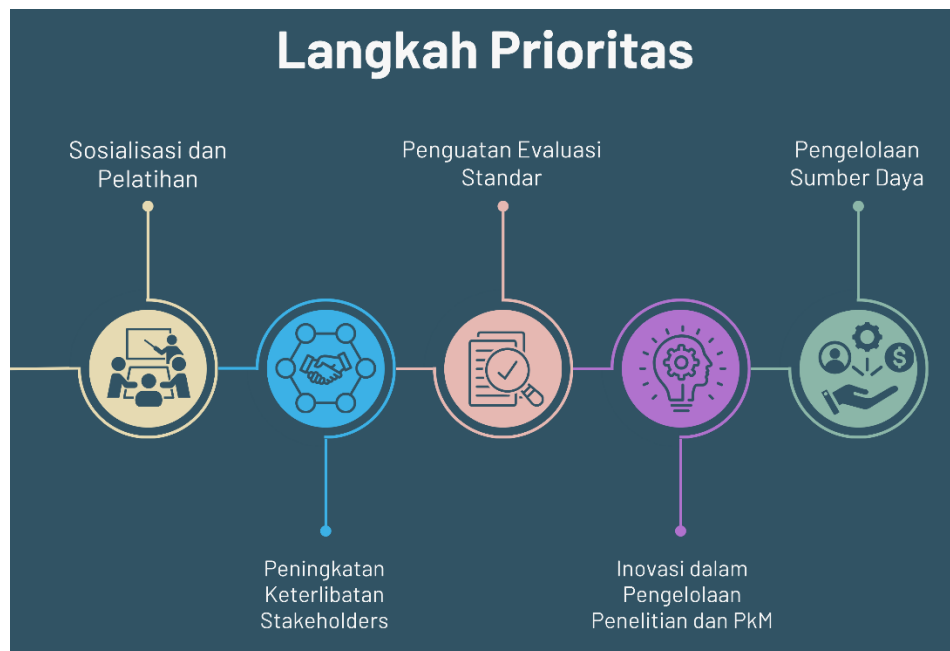 Langkah Prioritas
Sosialisasi dan
Pelatihan
Peningkatan
Keterlibatan
Stakeholders
Penguatan Evaluasi
Standar
Inovasi dalam
Pengelolaan
Penelitian dan PkM
Pengelolaan
Sumber Daya
$